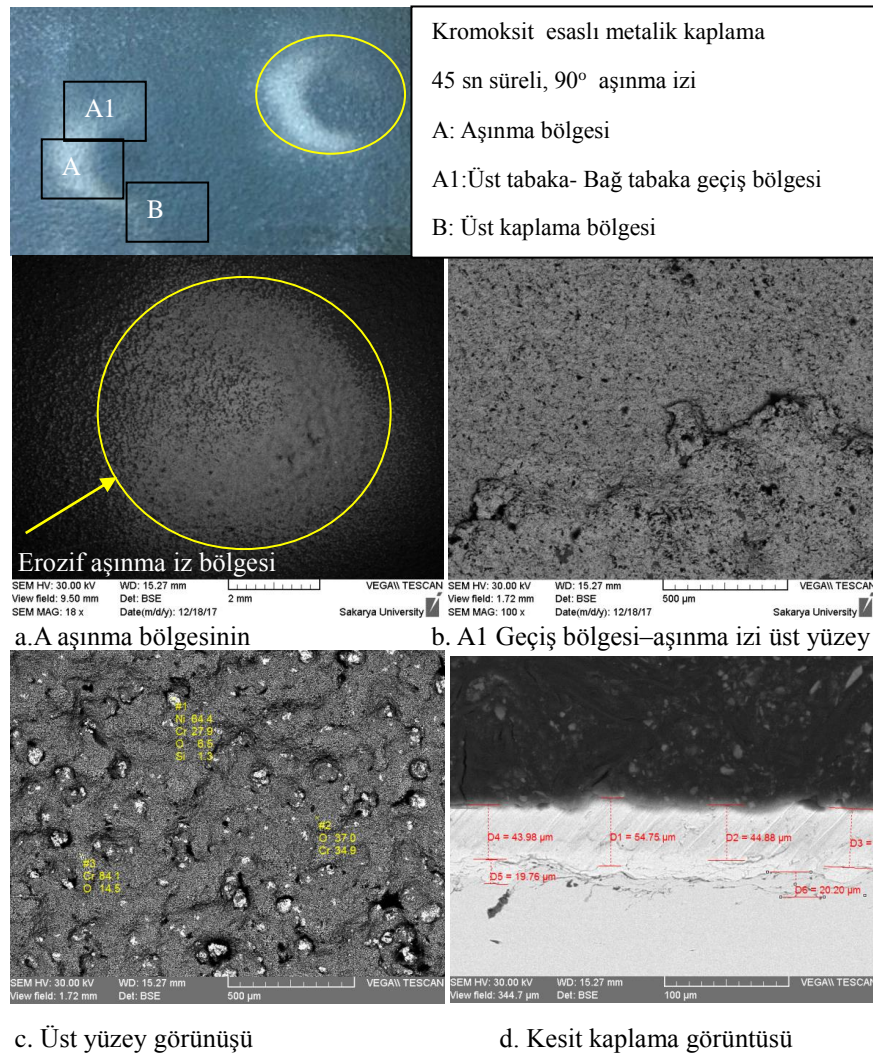 A1
A
B
Kromoksit esaslı metalik kaplama
45 sn süreli, 90° aşınma izi
A: Aşınma bölgesi
A1:Üst tabaka- Bağ tabaka geçiş bölgesi
B: Üst kaplama bölgesi
Erozif aşınma iz bölgesi
SEM HV: 30.00 kV WD: 15.27 mm VEGA\\ TESCAN
View field: 9.50 mm Det: BSE 2 mm
SEM MAG: 18 x Date(m/d/y): 12/18/17 Sakarya University
SEM HV: 30.00 kV WD: 15.27 mm VEGA\\ TESCAN
View field: 1.72 mm Det: BSE 500 µm
SEM MAG: 100 x Date(m/d/y): 12/18/17 Sakarya University
a.A aşınma bölgesinin
b. A1 Geçiş bölgesi–aşınma izi üst yüzey
#1
Ni 64.4
Cr 27.9
O 6.5
Si 1.3
#2
O 37.0
Cr 34.9
#3
Cr 84.1
O 14.5
SEM HV: 30.00 kV WD: 15.27 mm VEGA\\ TESCAN
View field: 1.72 mm Det: BSE 500 µm
D4 = 43.98 µm
D1 = 54.75 µm
D2 = 44.88 µm
D3 =
D5 = 19.76 µm
D6 = 20.20 µm
SEM HV: 30.00 kV WD: 15.27 mm VEGA\\ TESCAN
View field: 344.7 µm Det: BSE 100 µm
c. Üst yüzey görünüşü
d. Kesit kaplama görüntüsü